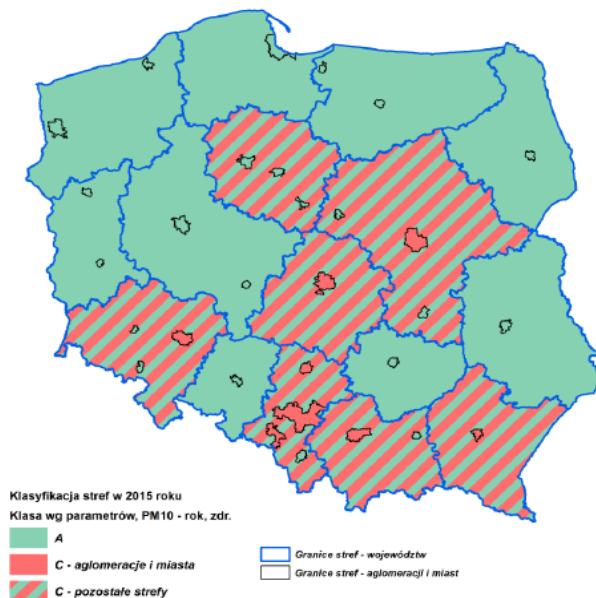 Klasyfikacja stref w 2015 roku
Klasa wg parametrów, PM10 - rok, zdr.
A
C - aglomeracje i miasta
C - pozostałe strefy
Granice stref - województw
Granice stref - aglomeracji i miast